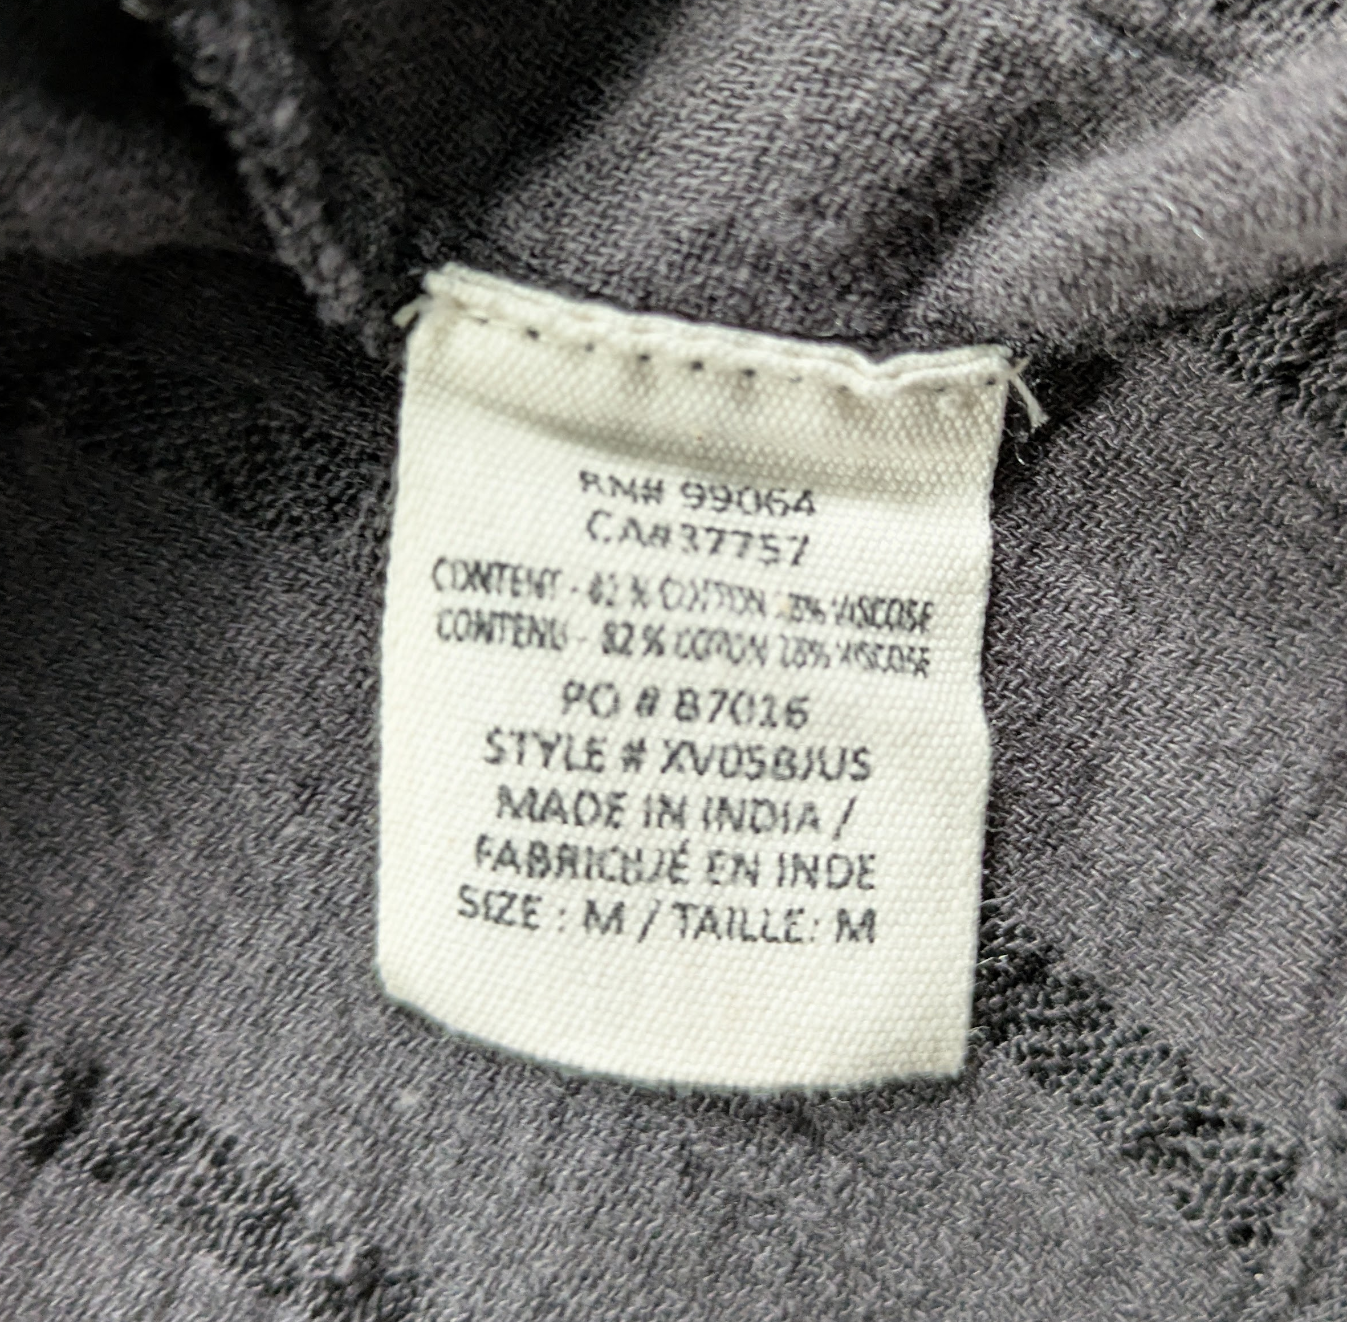 RN# 99064
CA#37757
CONTENT - 82 % COTTON 18% VISCOSE
CONTENU - 82 % COTON 18% VISCOSE
PO # B7016
STYLE # XV05BJUS
MADE IN INDIA /
FABRIQUÉ EN INDE
SIZE : M / TAILLE: M